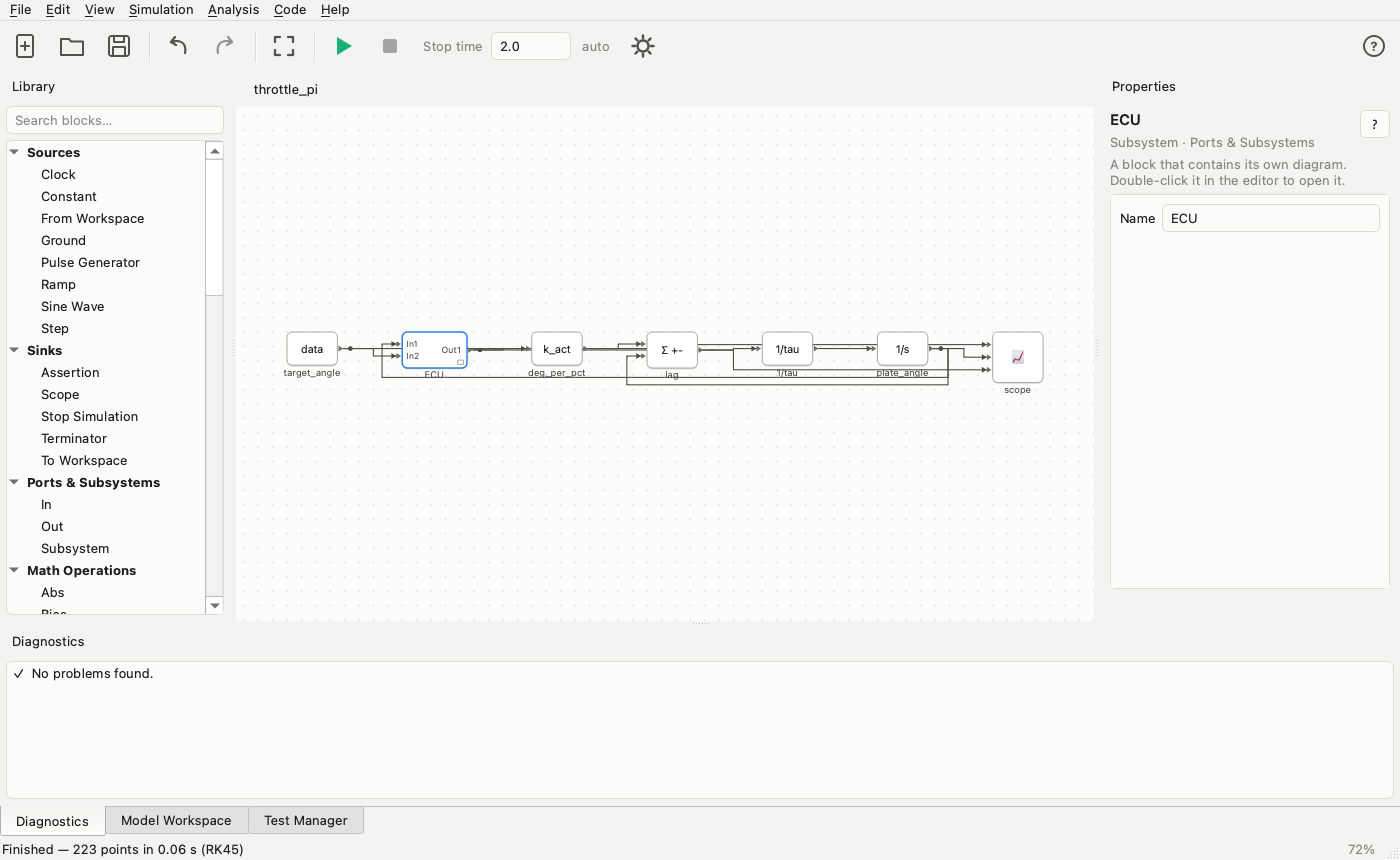 File Edit View Simulation Analysis Code Help
Stop time 2.0 auto
Library
throttle_pi
Properties
Search blocks...
Sources
Clock
Constant
From Workspace
Ground
Pulse Generator
Ramp
Sine Wave
Step
Sinks
Assertion
Scope
Stop Simulation
Terminator
To Workspace
Ports & Subsystems
In
Out
Subsystem
Math Operations
Abs
Bias
data
target_angle
In1
In2
Out1
ECU
k_act
deg_per_pct
Σ +-
lag
1/tau
1/tau
1/s
plate_angle
scope
ECU
?
Subsystem · Ports & Subsystems
A block that contains its own diagram.
Double-click it in the editor to open it.
Name ECU
Diagnostics
✓ No problems found.
Diagnostics Model Workspace Test Manager
Finished — 223 points in 0.06 s (RK45)
72%